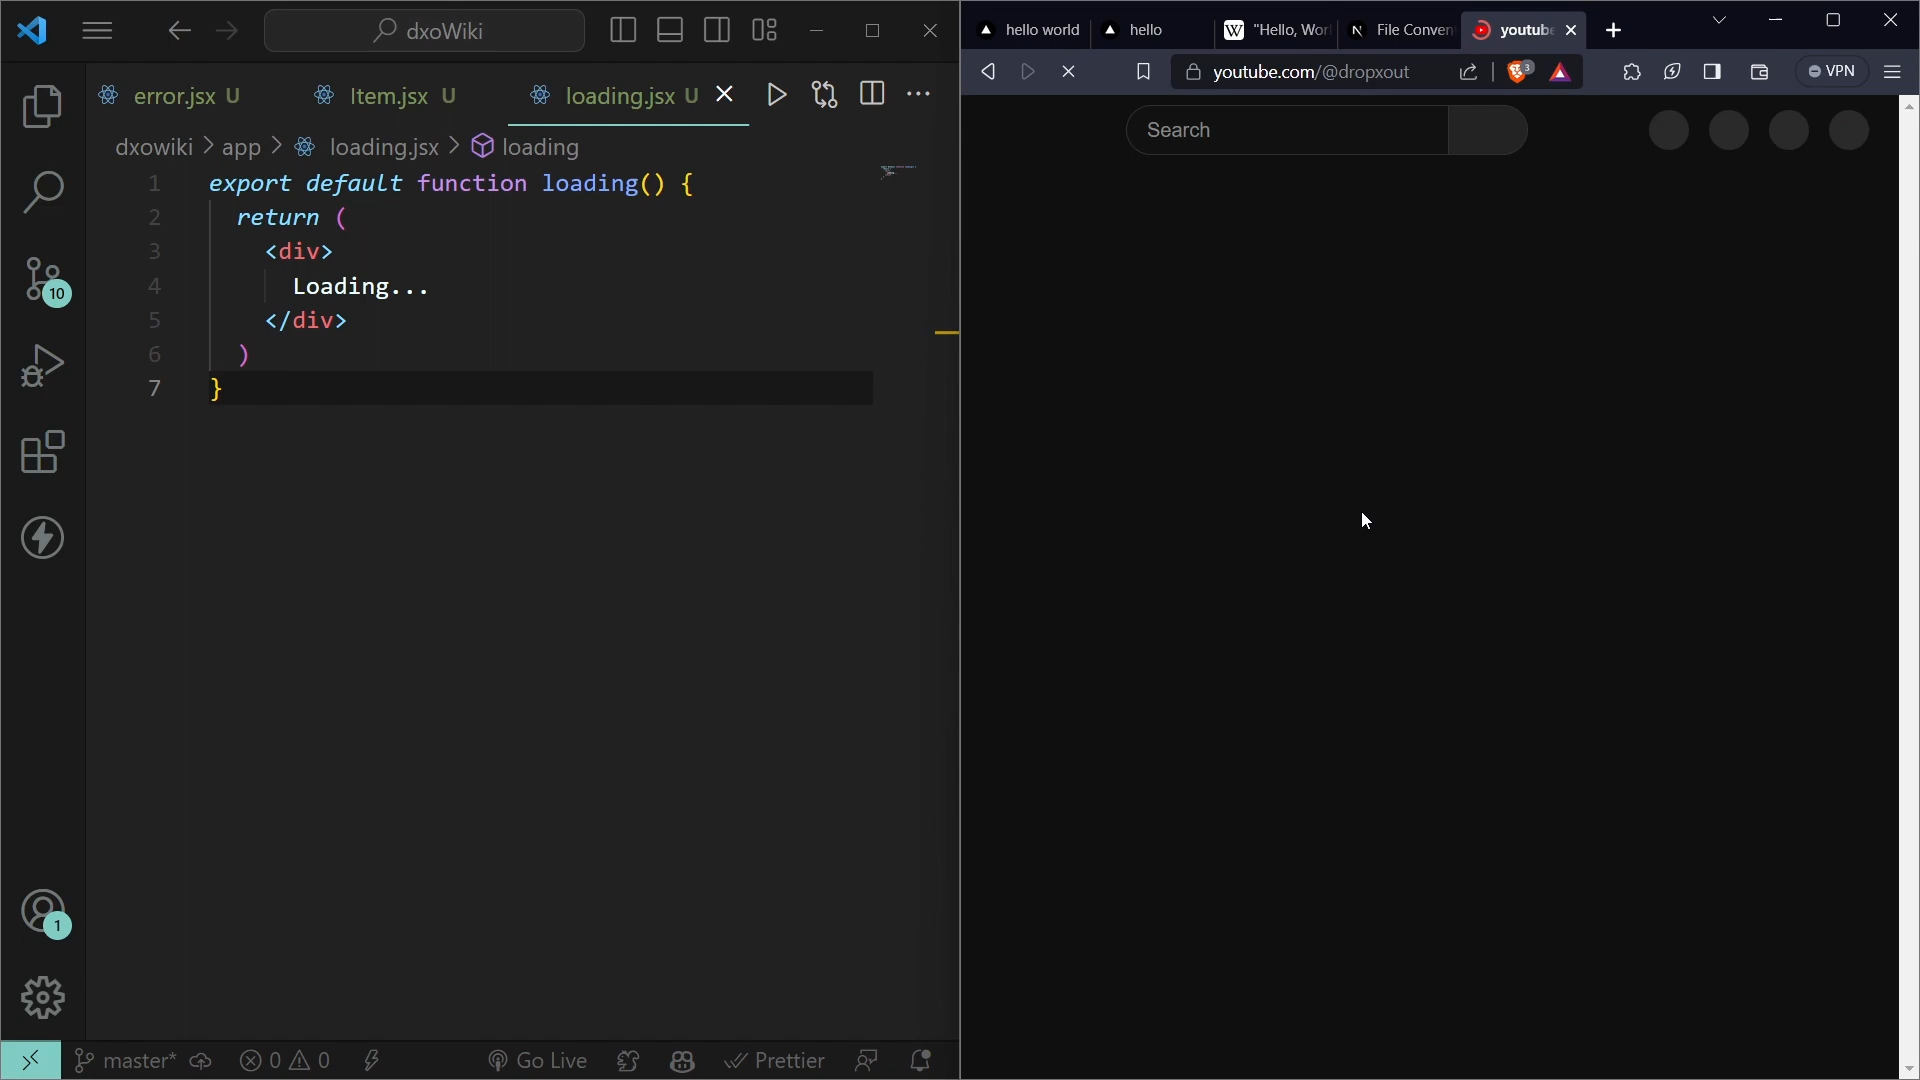 dxoWiki
error.jsx U
Item.jsx U
loading.jsx U
dxowiki > app > loading.jsx > loading
1 export default function loading() {
2 return (
3 <div>
4 Loading...
5 </div>
6 )
7 }
10
1
master*
0 0
Go Live
Prettier
hello world
hello
"Hello, Wor
File Conven
youtube
youtube.com/@dropxout
3
VPN
Search